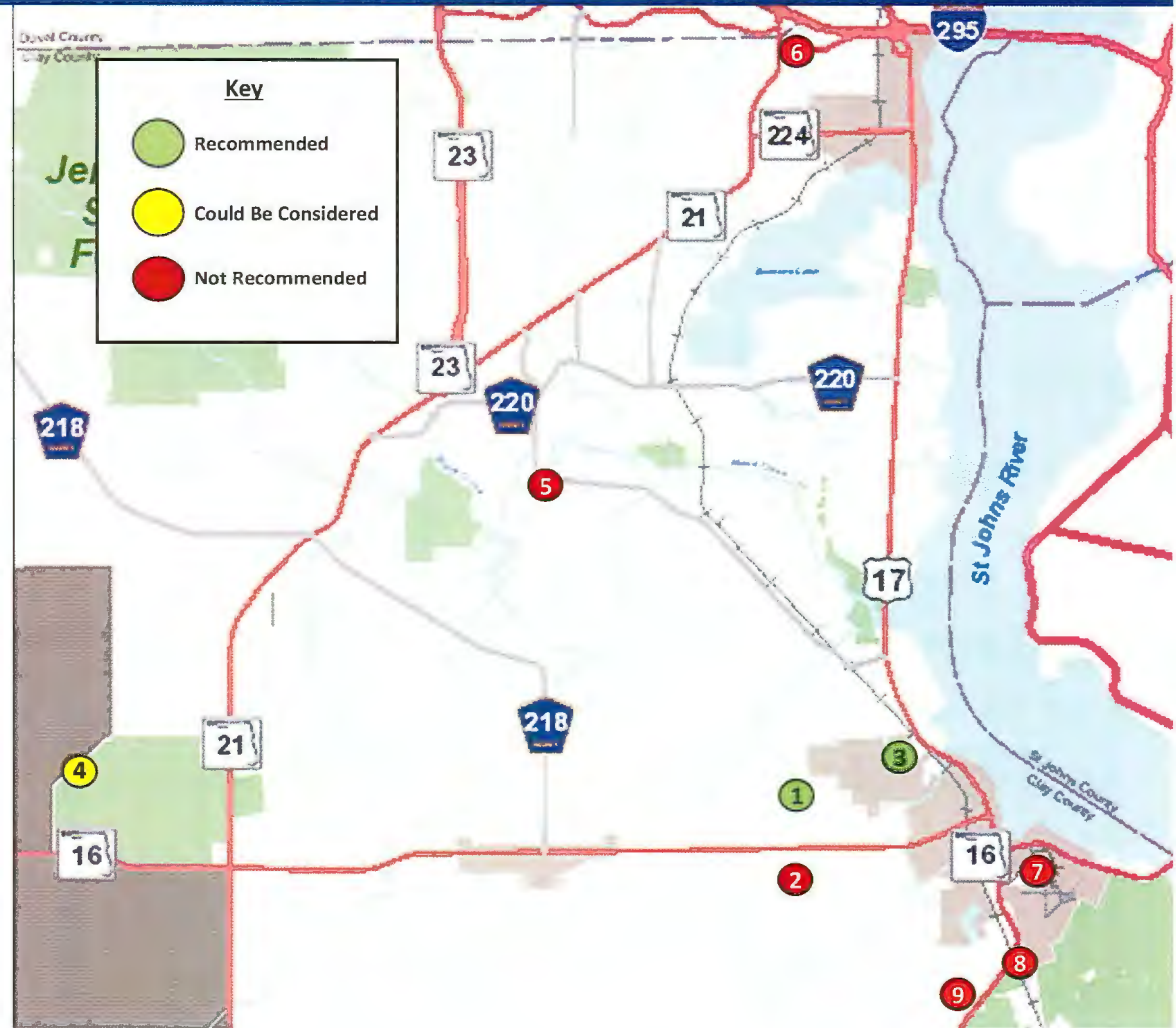 Duval County
Clay County
Key
Recommended
Could Be Considered
Not Recommended
Je
S
F
295
6
23
224
21
23
220
220
218
5
St Johns River
17
218
21
4
3
1
St Johns County
Clay County
16
16
2
7
8
9